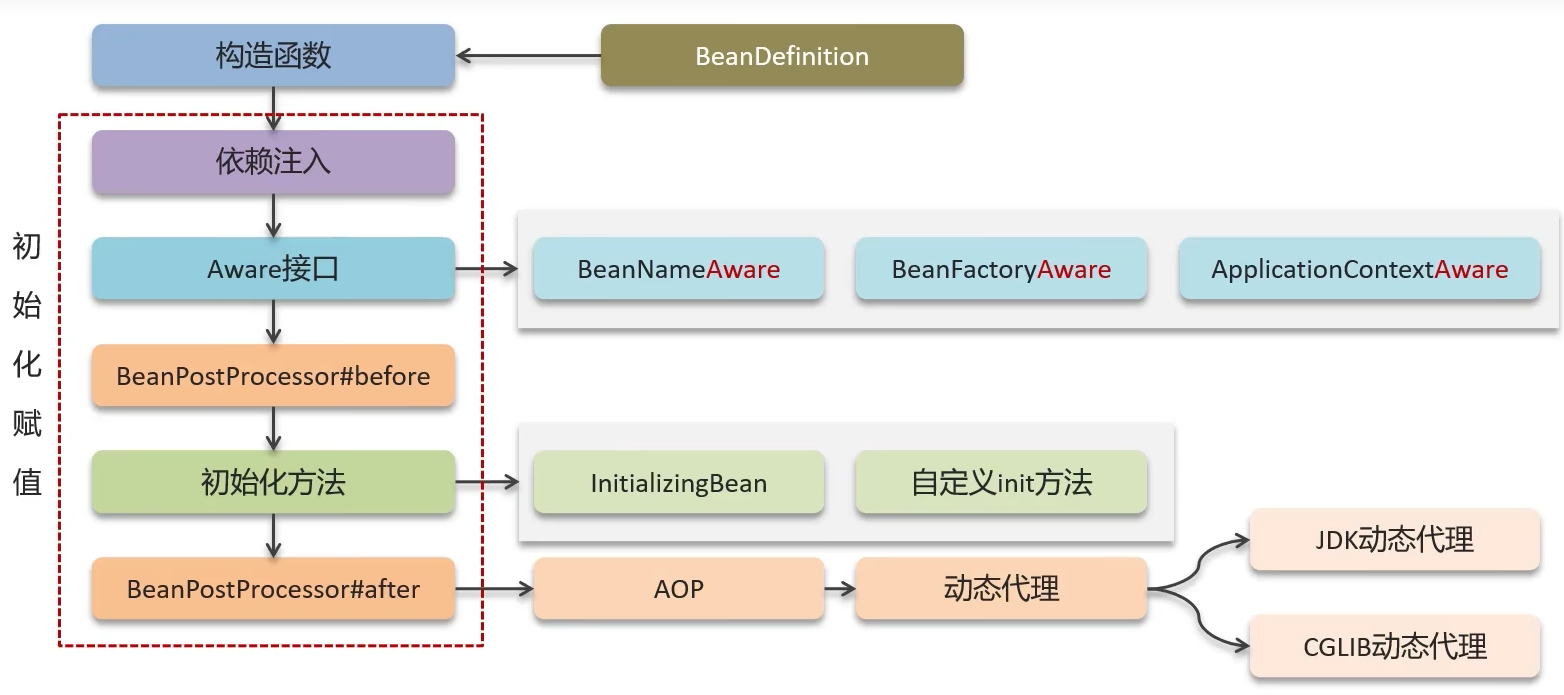 构造函数
BeanDefinition
依赖注入
Aware接口
BeanNameAware
BeanFactoryAware
ApplicationContextAware
初始化赋值
BeanPostProcessor#before
初始化方法
InitializingBean
自定义init方法
BeanPostProcessor#after
AOP
动态代理
JDK动态代理
CGLIB动态代理